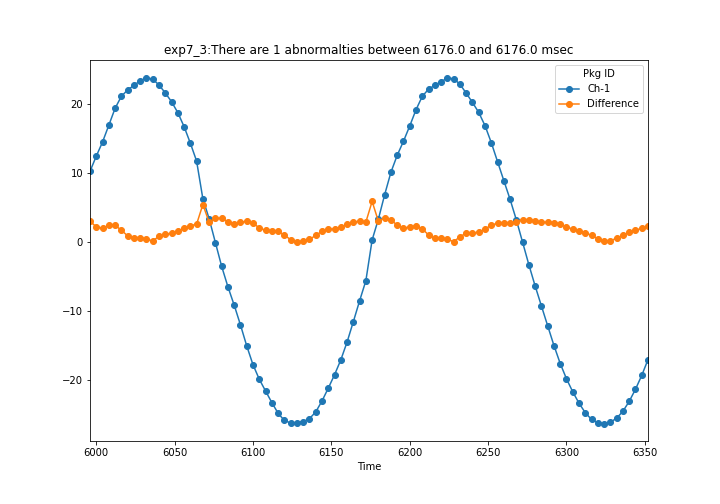 exp7_3:There are 1 abnormalties between 6176.0 and 6176.0 msec
Pkg ID
Ch-1
Difference
20
10
0
−10
−20
6000
6050
6100
6150
6200
6250
6300
6350
Time